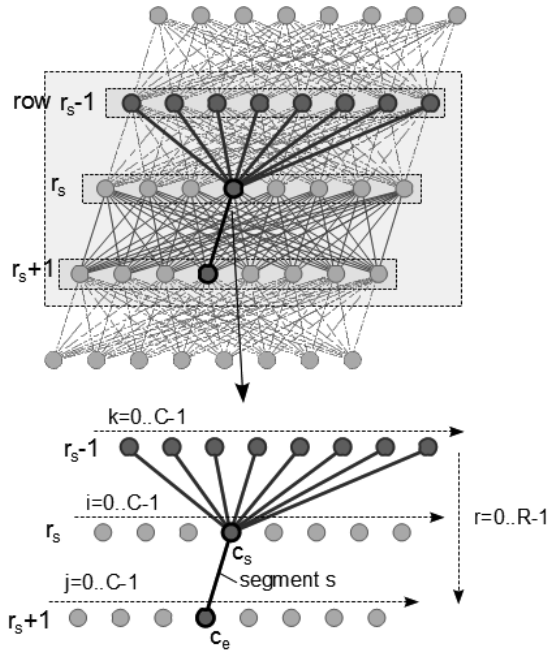 row r_s-1
r_s
r_s+1
k=0..C-1
r_s-1
i=0..C-1
r=0..R-1
r_s
c_s
j=0..C-1
segment s
r_s+1
c_e